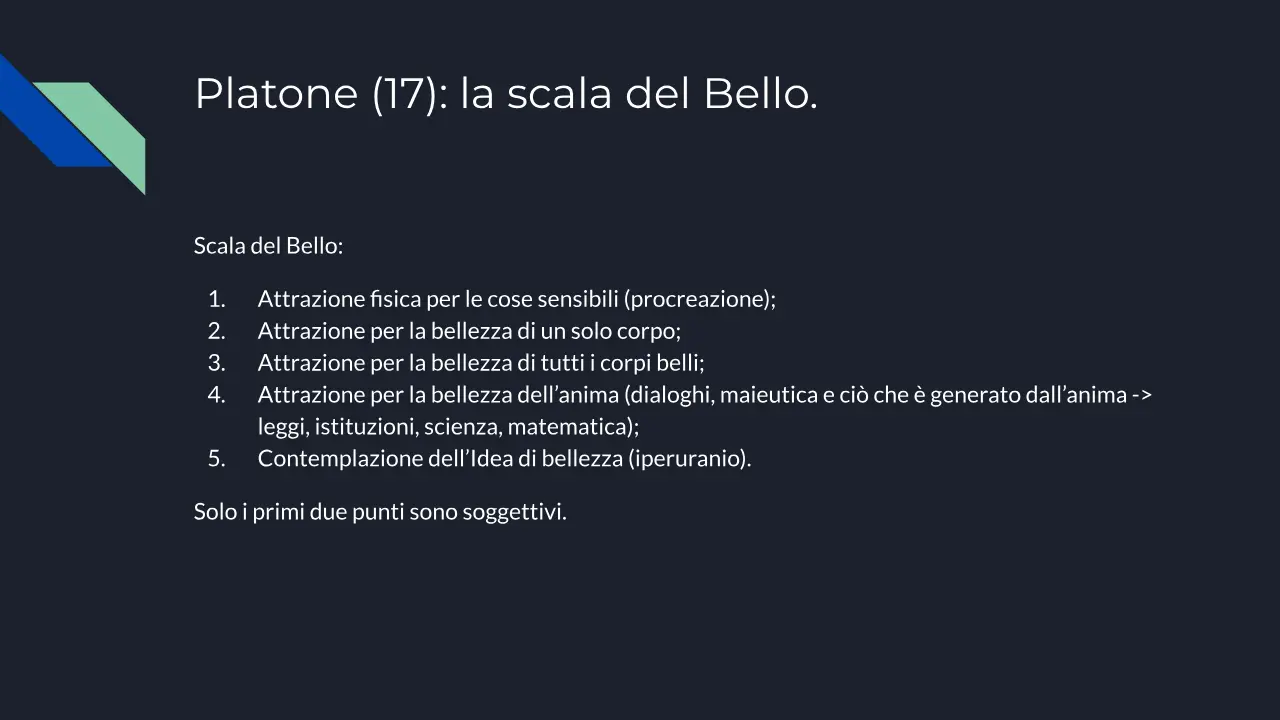 Platone (17): la scala del Bello.
Scala del Bello:
1. Attrazione fisica per le cose sensibili (procreazione);
2. Attrazione per la bellezza di un solo corpo;
3. Attrazione per la bellezza di tutti i corpi belli;
4. Attrazione per la bellezza dell’anima (dialoghi, maieutica e ciò che è generato dall’anima ->
leggi, istituzioni, scienza, matematica);
5. Contemplazione dell’Idea di bellezza (iperuranio).
Solo i primi due punti sono soggettivi.